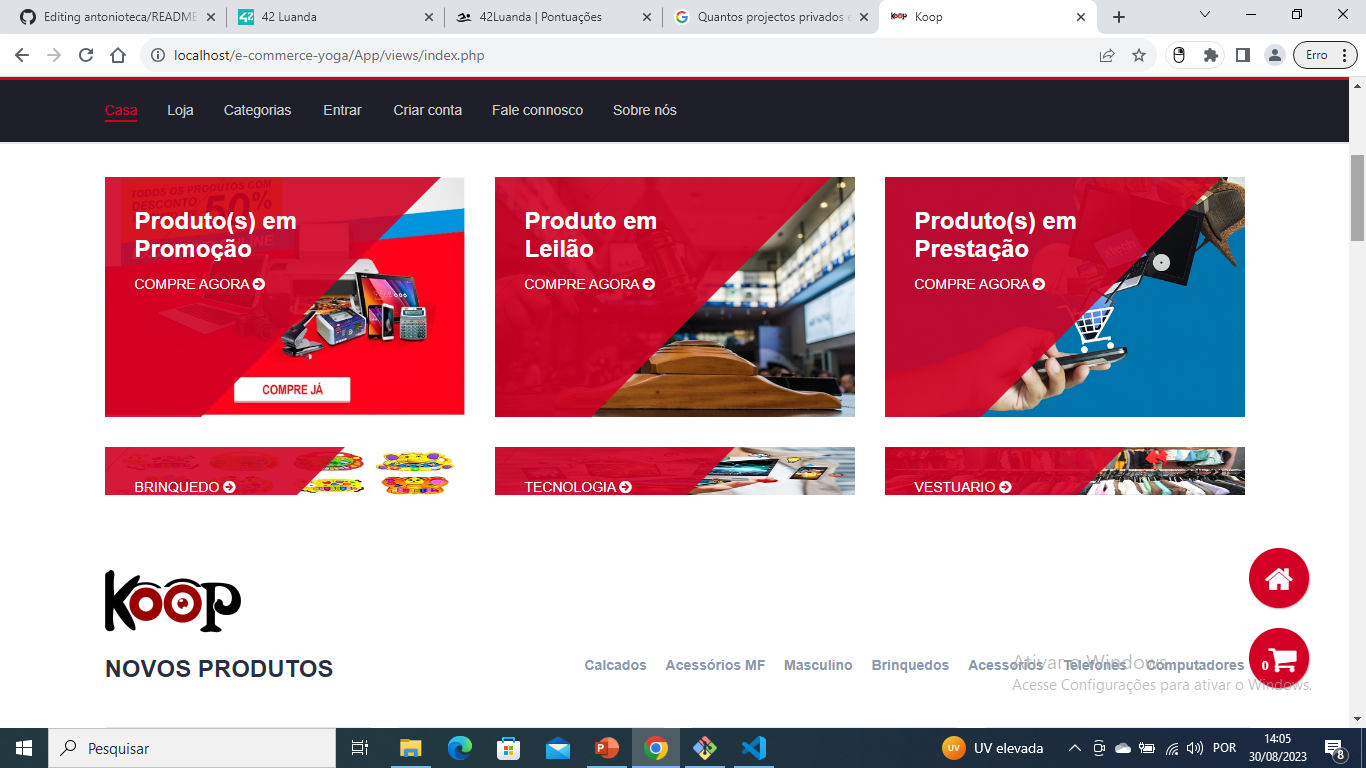 Editing antonioteca/README
42 Luanda
42Luanda | Pontuações
Quantos projectos privados e
Koop
localhost/e-commerce-yoga/App/views/index.php
Erro
Casa
Loja
Categorias
Entrar
Criar conta
Fale connosco
Sobre nós
TODOS OS PRODUTOS COM
DESCONTO 50%
Produto(s) em
Promoção
COMPRE AGORA
COMPRE JÁ
Produto em
Leilão
COMPRE AGORA
Produto(s) em
Prestação
COMPRE AGORA
BRINQUEDO
TECNOLOGIA
VESTUARIO
Koop
NOVOS PRODUTOS
Calcados
Acessórios MF
Masculino
Brinquedos
Acessorios
Telefones
Computadores
0
Ativar o Windows
Acesse Configurações para ativar o Windows.
Pesquisar
UV
UV elevada
POR
14:05
30/08/2023
8